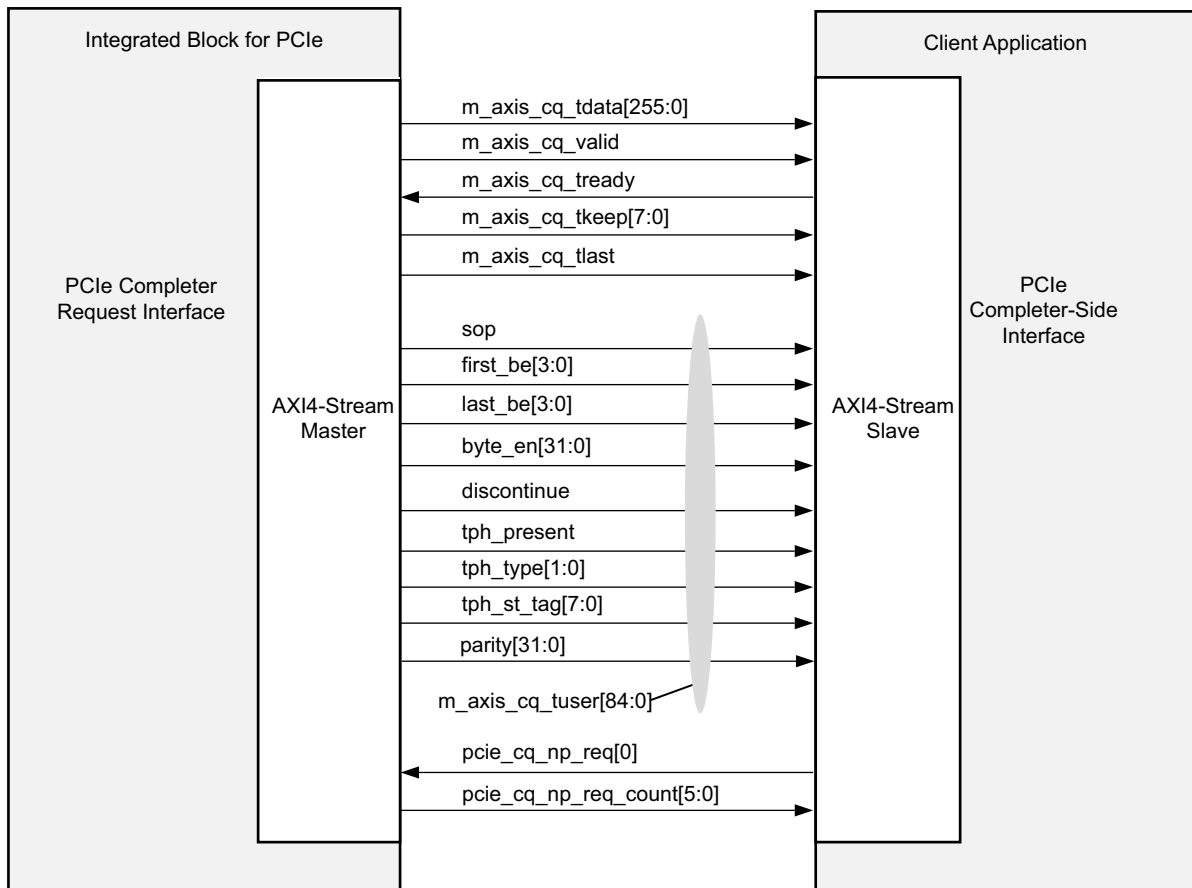 Integrated Block for PCIe
Client Application
m_axis_cq_tdata[255:0]
m_axis_cq_valid
m_axis_cq_tready
m_axis_cq_tkeep[7:0]
m_axis_cq_tlast
PCIe Completer
Request Interface
PCIe
Completer-Side
Interface
sop
first_be[3:0]
last_be[3:0]
AXI4-Stream
Master
AXI4-Stream
Slave
byte_en[31:0]
discontinue
tph_present
tph_type[1:0]
tph_st_tag[7:0]
parity[31:0]
m_axis_cq_tuser[84:0]
pcie_cq_np_req[0]
pcie_cq_np_req_count[5:0]